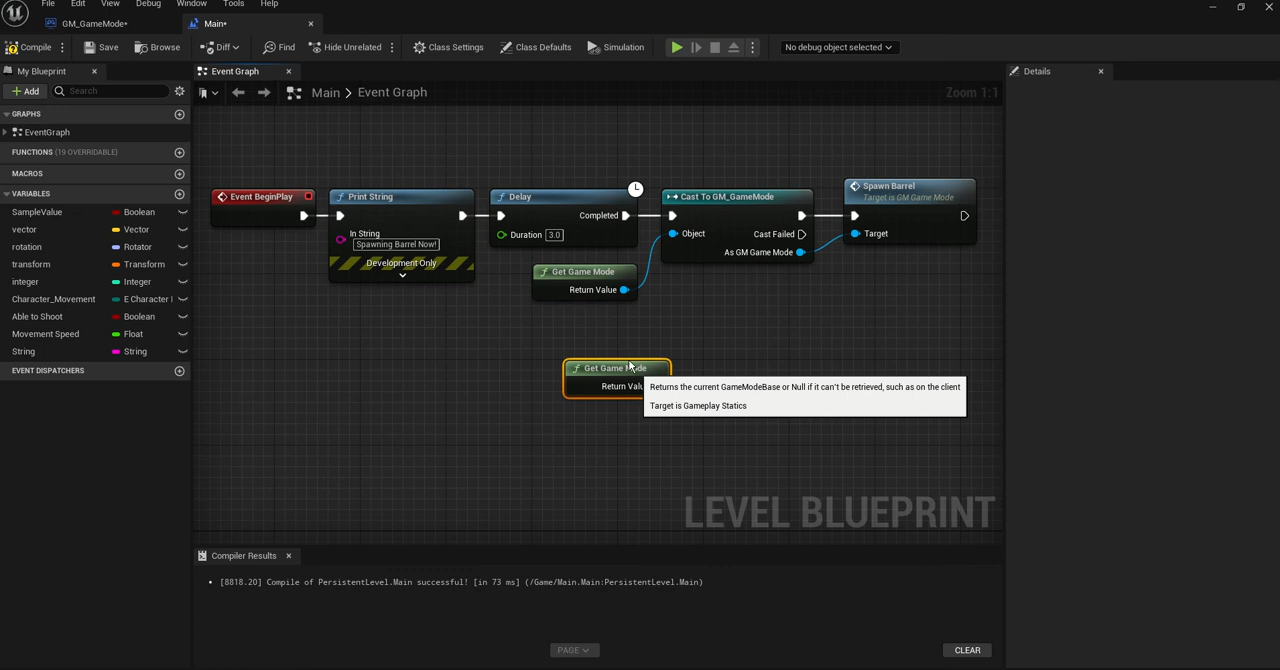 File Edit View Debug Window Tools Help
GM_GameMode* Main*
Compile Save Browse Diff Find Hide Unrelated Class Settings Class Defaults Simulation No debug object selected
My Blueprint Event Graph Details
Add Search
Main > Event Graph Zoom 1:1
GRAPHS
EventGraph
FUNCTIONS (19 OVERRIDABLE)
MACROS
VARIABLES
SampleValue Boolean
vector Vector
rotation Rotator
transform Transform
integer Integer
Character_Movement E Character
Able to Shoot Boolean
Movement Speed Float
String String
EVENT DISPATCHERS
Event BeginPlay
Print String
In String
Spawning Barrel Now!
Development Only
Delay
Completed
Duration 3.0
Get Game Mode
Return Value
Cast To GM_GameMode
Object Cast Failed
As GM Game Mode
Spawn Barrel
Target is GM Game Mode
Target
Get Game
Return
Returns the current GameModeBase or Null if it can't be retrieved, such as on the client
Target is Gameplay Statics
LEVEL BLUEPRINT
Compiler Results
[8818.20] Compile of PersistentLevel.Main successful! [in 73 ms] (/Game/Main.Main:PersistentLevel.Main)
PAGE CLEAR